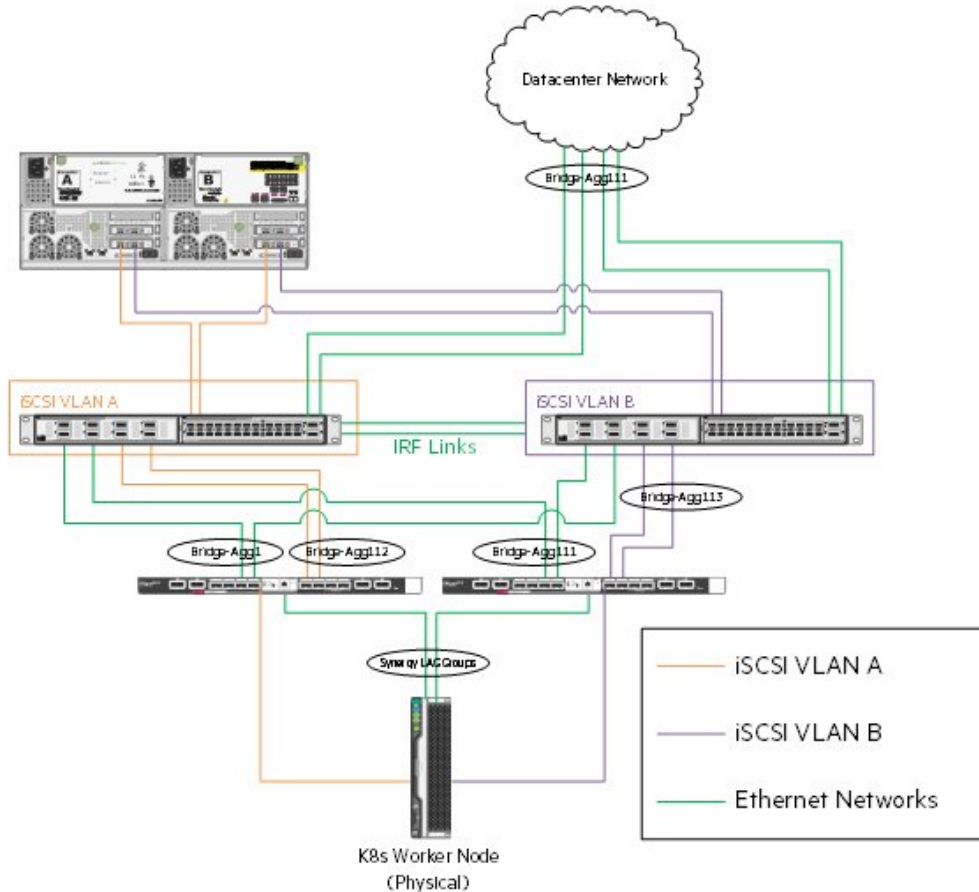 Datacenter Network
Bridge-Agg111
A
B
iSCSI VLAN A
iSCSI VLAN B
IRF Links
Bridge-Agg113
Bridge-Agg1
Bridge-Agg112
Bridge-Agg111
Synergy LAG Groups
iSCSI VLAN A
iSCSI VLAN B
Ethernet Networks
K8s Worker Node
(Physical)